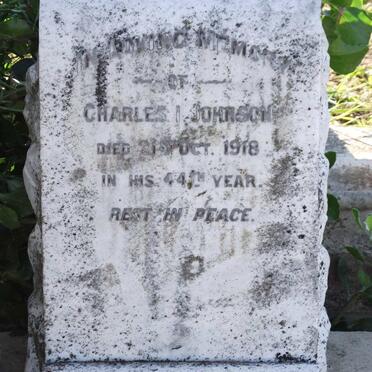 IN LOVING MEMORY
OF
CHARLES I. JOHNSON
DIED 21ST OCT. 1918
IN HIS 44TH YEAR.
REST IN PEACE.